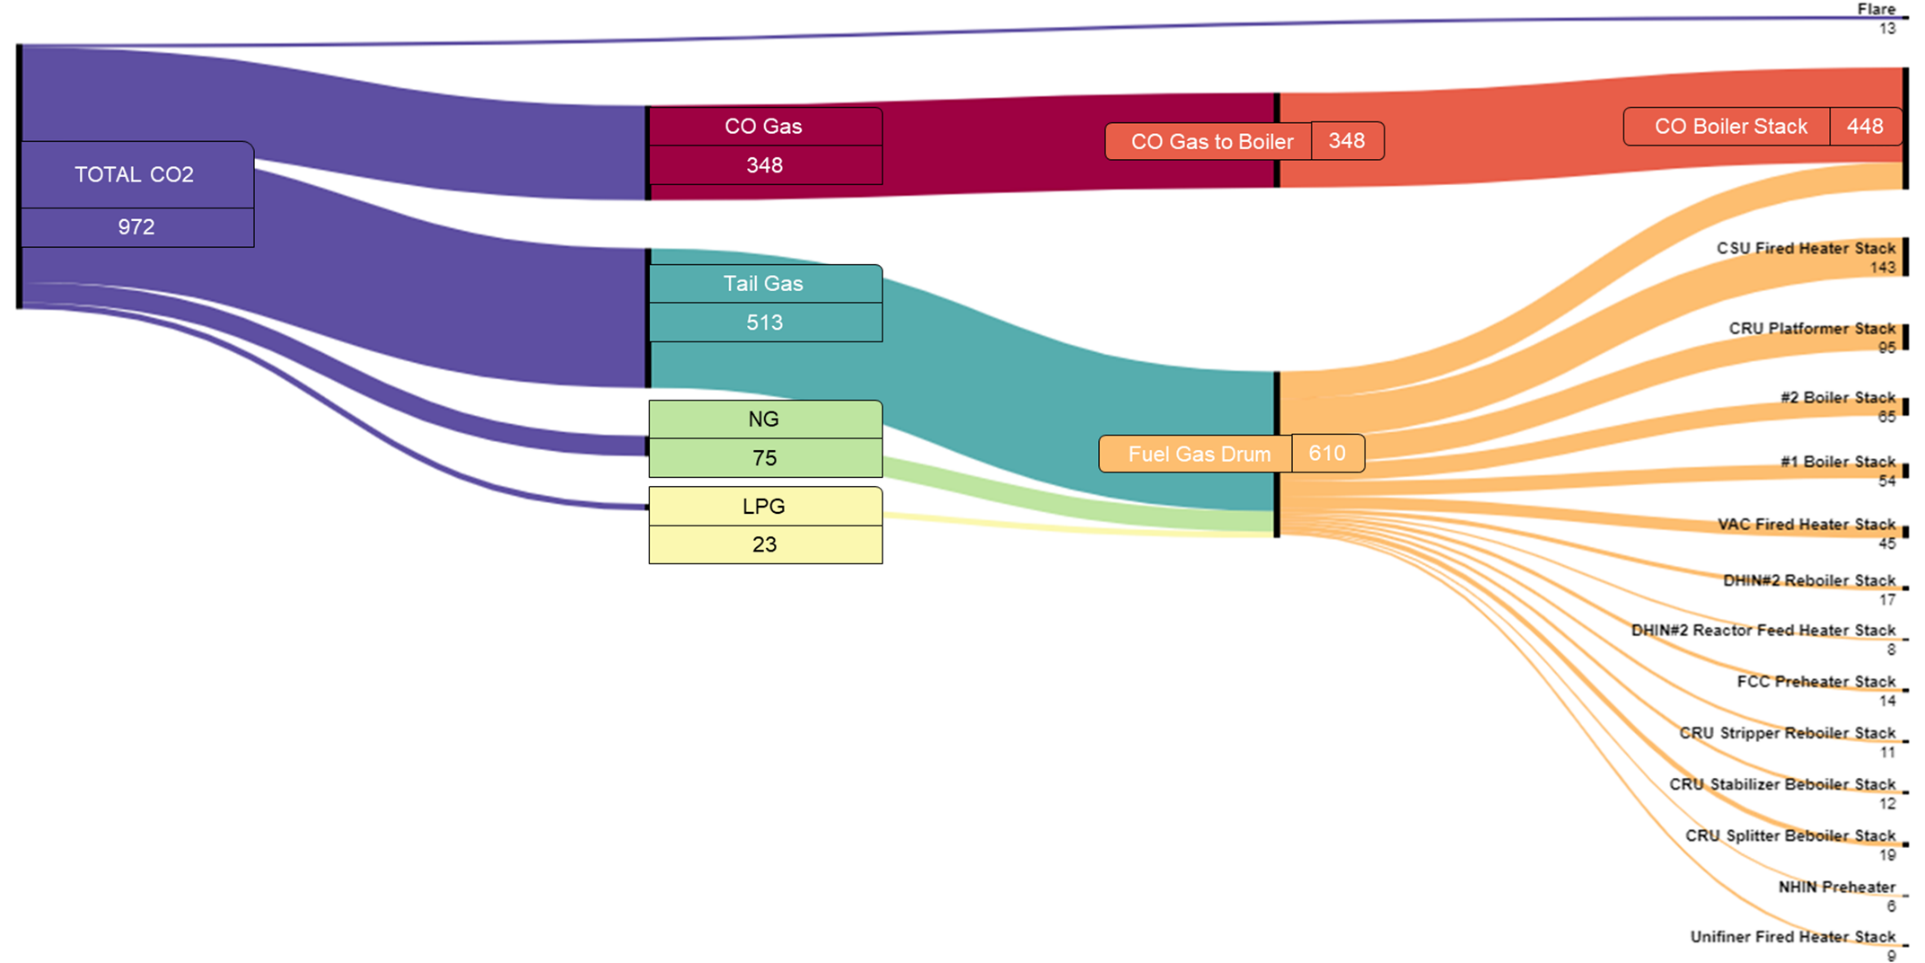 Flare
13
TOTAL CO2
972
CO Gas
348
CO Gas to Boiler 348
CO Boiler Stack 448
Tail Gas
513
NG
75
LPG
23
Fuel Gas Drum 610
CSU Fired Heater Stack
143
CRU Platformer Stack
95
#2 Boiler Stack
65
#1 Boiler Stack
54
VAC Fired Heater Stack
45
DHIN#2 Reboiler Stack
17
DHIN#2 Reactor Feed Heater Stack
8
FCC Preheater Stack
14
CRU Stripper Reboiler Stack
11
CRU Stabilizer Beboiler Stack
12
CRU Splitter Beboiler Stack
19
NHIN Preheater
6
Unifiner Fired Heater Stack
9